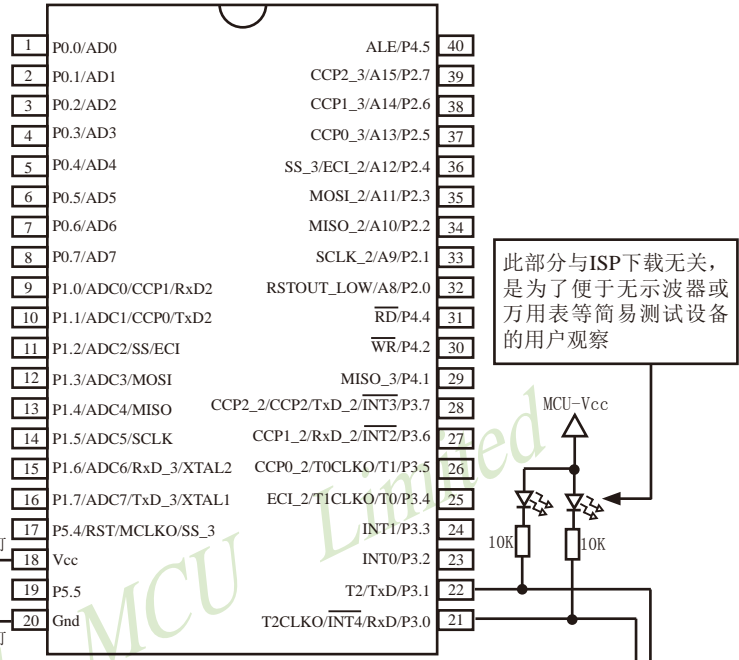 1 P0.0/AD0 ALE/P4.5 40
2 P0.1/AD1 CCP2_3/A15/P2.7 39
3 P0.2/AD2 CCP1_3/A14/P2.6 38
4 P0.3/AD3 CCP0_3/A13/P2.5 37
5 P0.4/AD4 SS_3/ECI_2/A12/P2.4 36
6 P0.5/AD5 MOSI_2/A11/P2.3 35
7 P0.6/AD6 MISO_2/A10/P2.2 34
8 P0.7/AD7 SCLK_2/A9/P2.1 33
9 P1.0/ADC0/CCP1/RxD2 RSTOUT_LOW/A8/P2.0 32
10 P1.1/ADC1/CCP0/TxD2 RD/P4.4 31
11 P1.2/ADC2/SS/ECI WR/P4.2 30
12 P1.3/ADC3/MOSI MISO_3/P4.1 29
13 P1.4/ADC4/MISO CCP2_2/CCP2/TxD_2/INT3/P3.7 28
14 P1.5/ADC5/SCLK CCP1_2/RxD_2/INT2/P3.6 27
15 P1.6/ADC6/RxD_3/XTAL2 CCP0_2/T0CLKO/T1/P3.5 26
16 P1.7/ADC7/TxD_3/XTAL1 ECI_2/T1CLKO/T0/P3.4 25
17 P5.4/RST/MCLKO/SS_3 INT1/P3.3 24
18 Vcc INT0/P3.2 23
19 P5.5 T2/TxD/P3.1 22
20 Gnd T2CLKO/INT4/RxD/P3.0 21
此部分与ISP下载无关，
是为了便于无示波器或
万用表等简易测试设备
的用户观察
MCU-Vcc
10K 10K
MCU Limited